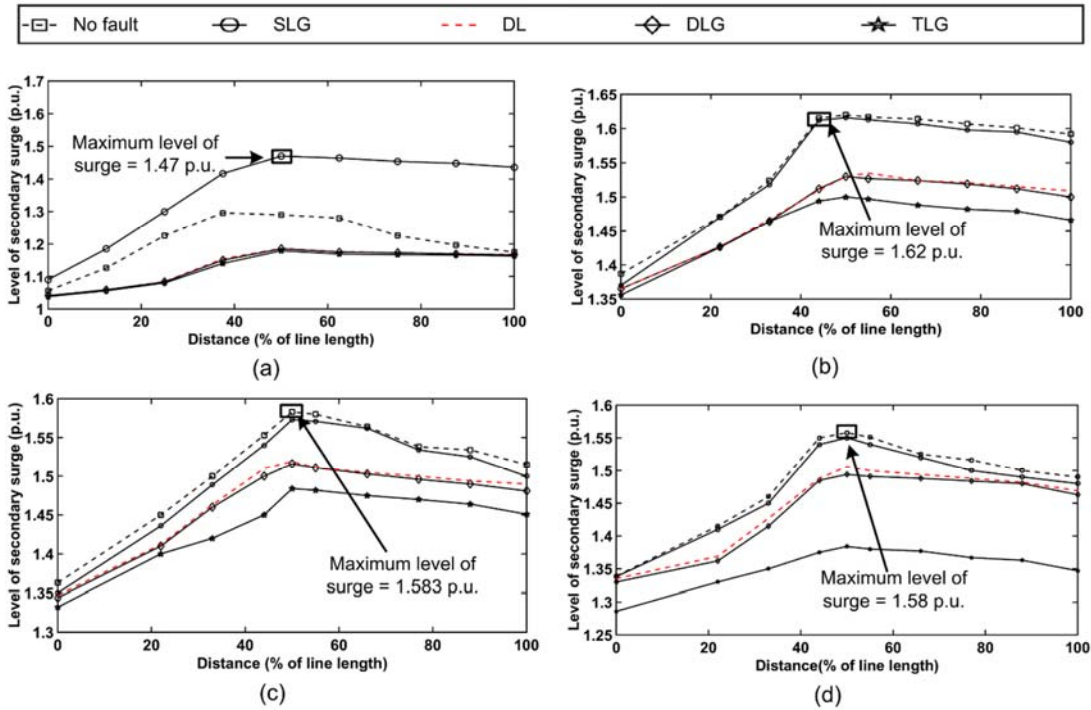 No fault SLG DL DLG TLG
Level of secondary surge (p.u.)
1.7
1.6
1.5
1.4
1.3
1.2
1.1
1
Maximum level of
surge = 1.47 p.u.
0 20 40 60 80 100
Distance (% of line length)
(a)
Level of secondary surge (p.u.)
1.65
1.6
1.55
1.5
1.45
1.4
1.35
Maximum level of
surge = 1.62 p.u.
0 20 40 60 80 100
Distance (% of line length)
(b)
Level of secondary surge (p.u.)
1.6
1.55
1.5
1.45
1.4
1.35
1.3
Maximum level of
surge = 1.583 p.u.
0 20 40 60 80 100
Distance (% of line length)
(c)
Level of secondary surge (p.u.)
1.6
1.55
1.5
1.4
1.35
1.3
1.25
Maximum level of
surge = 1.58 p.u.
0 20 40 60 80 100
Distance(% of line length)
(d)